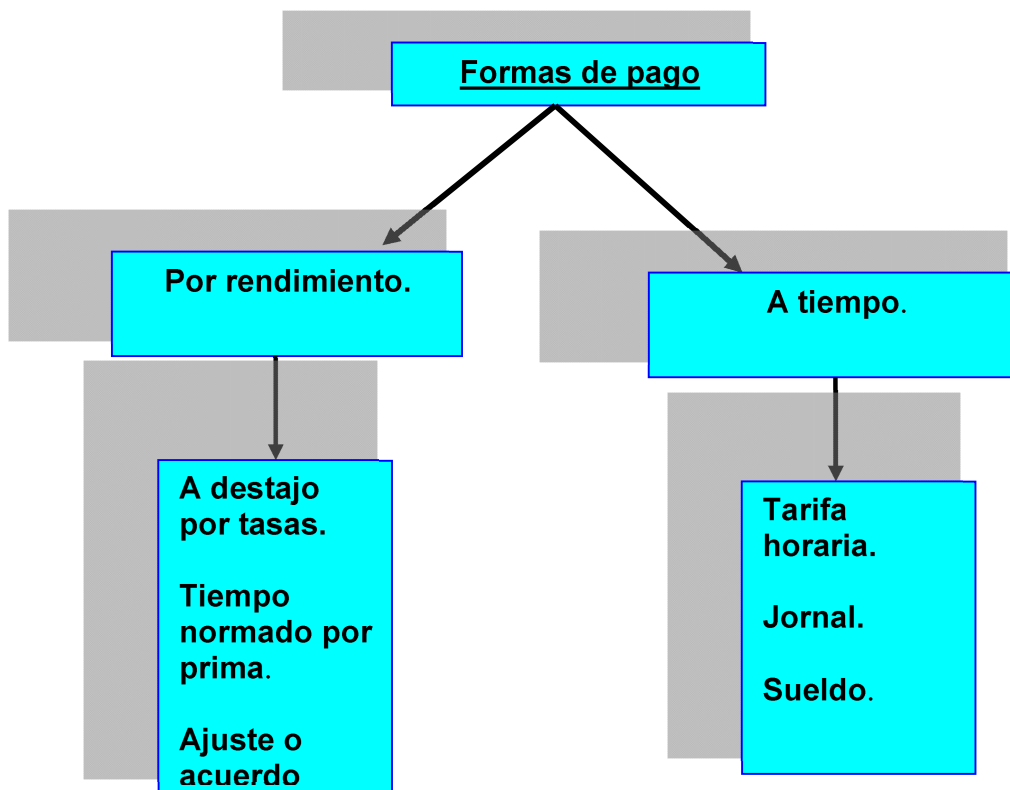 Formas de pago
Por rendimiento.
A tiempo.
A destajo
por tasas.
Tiempo
normado por
prima.
Ajuste o
acuerdo
Tarifa
horaria.
Jornal.
Sueldo.